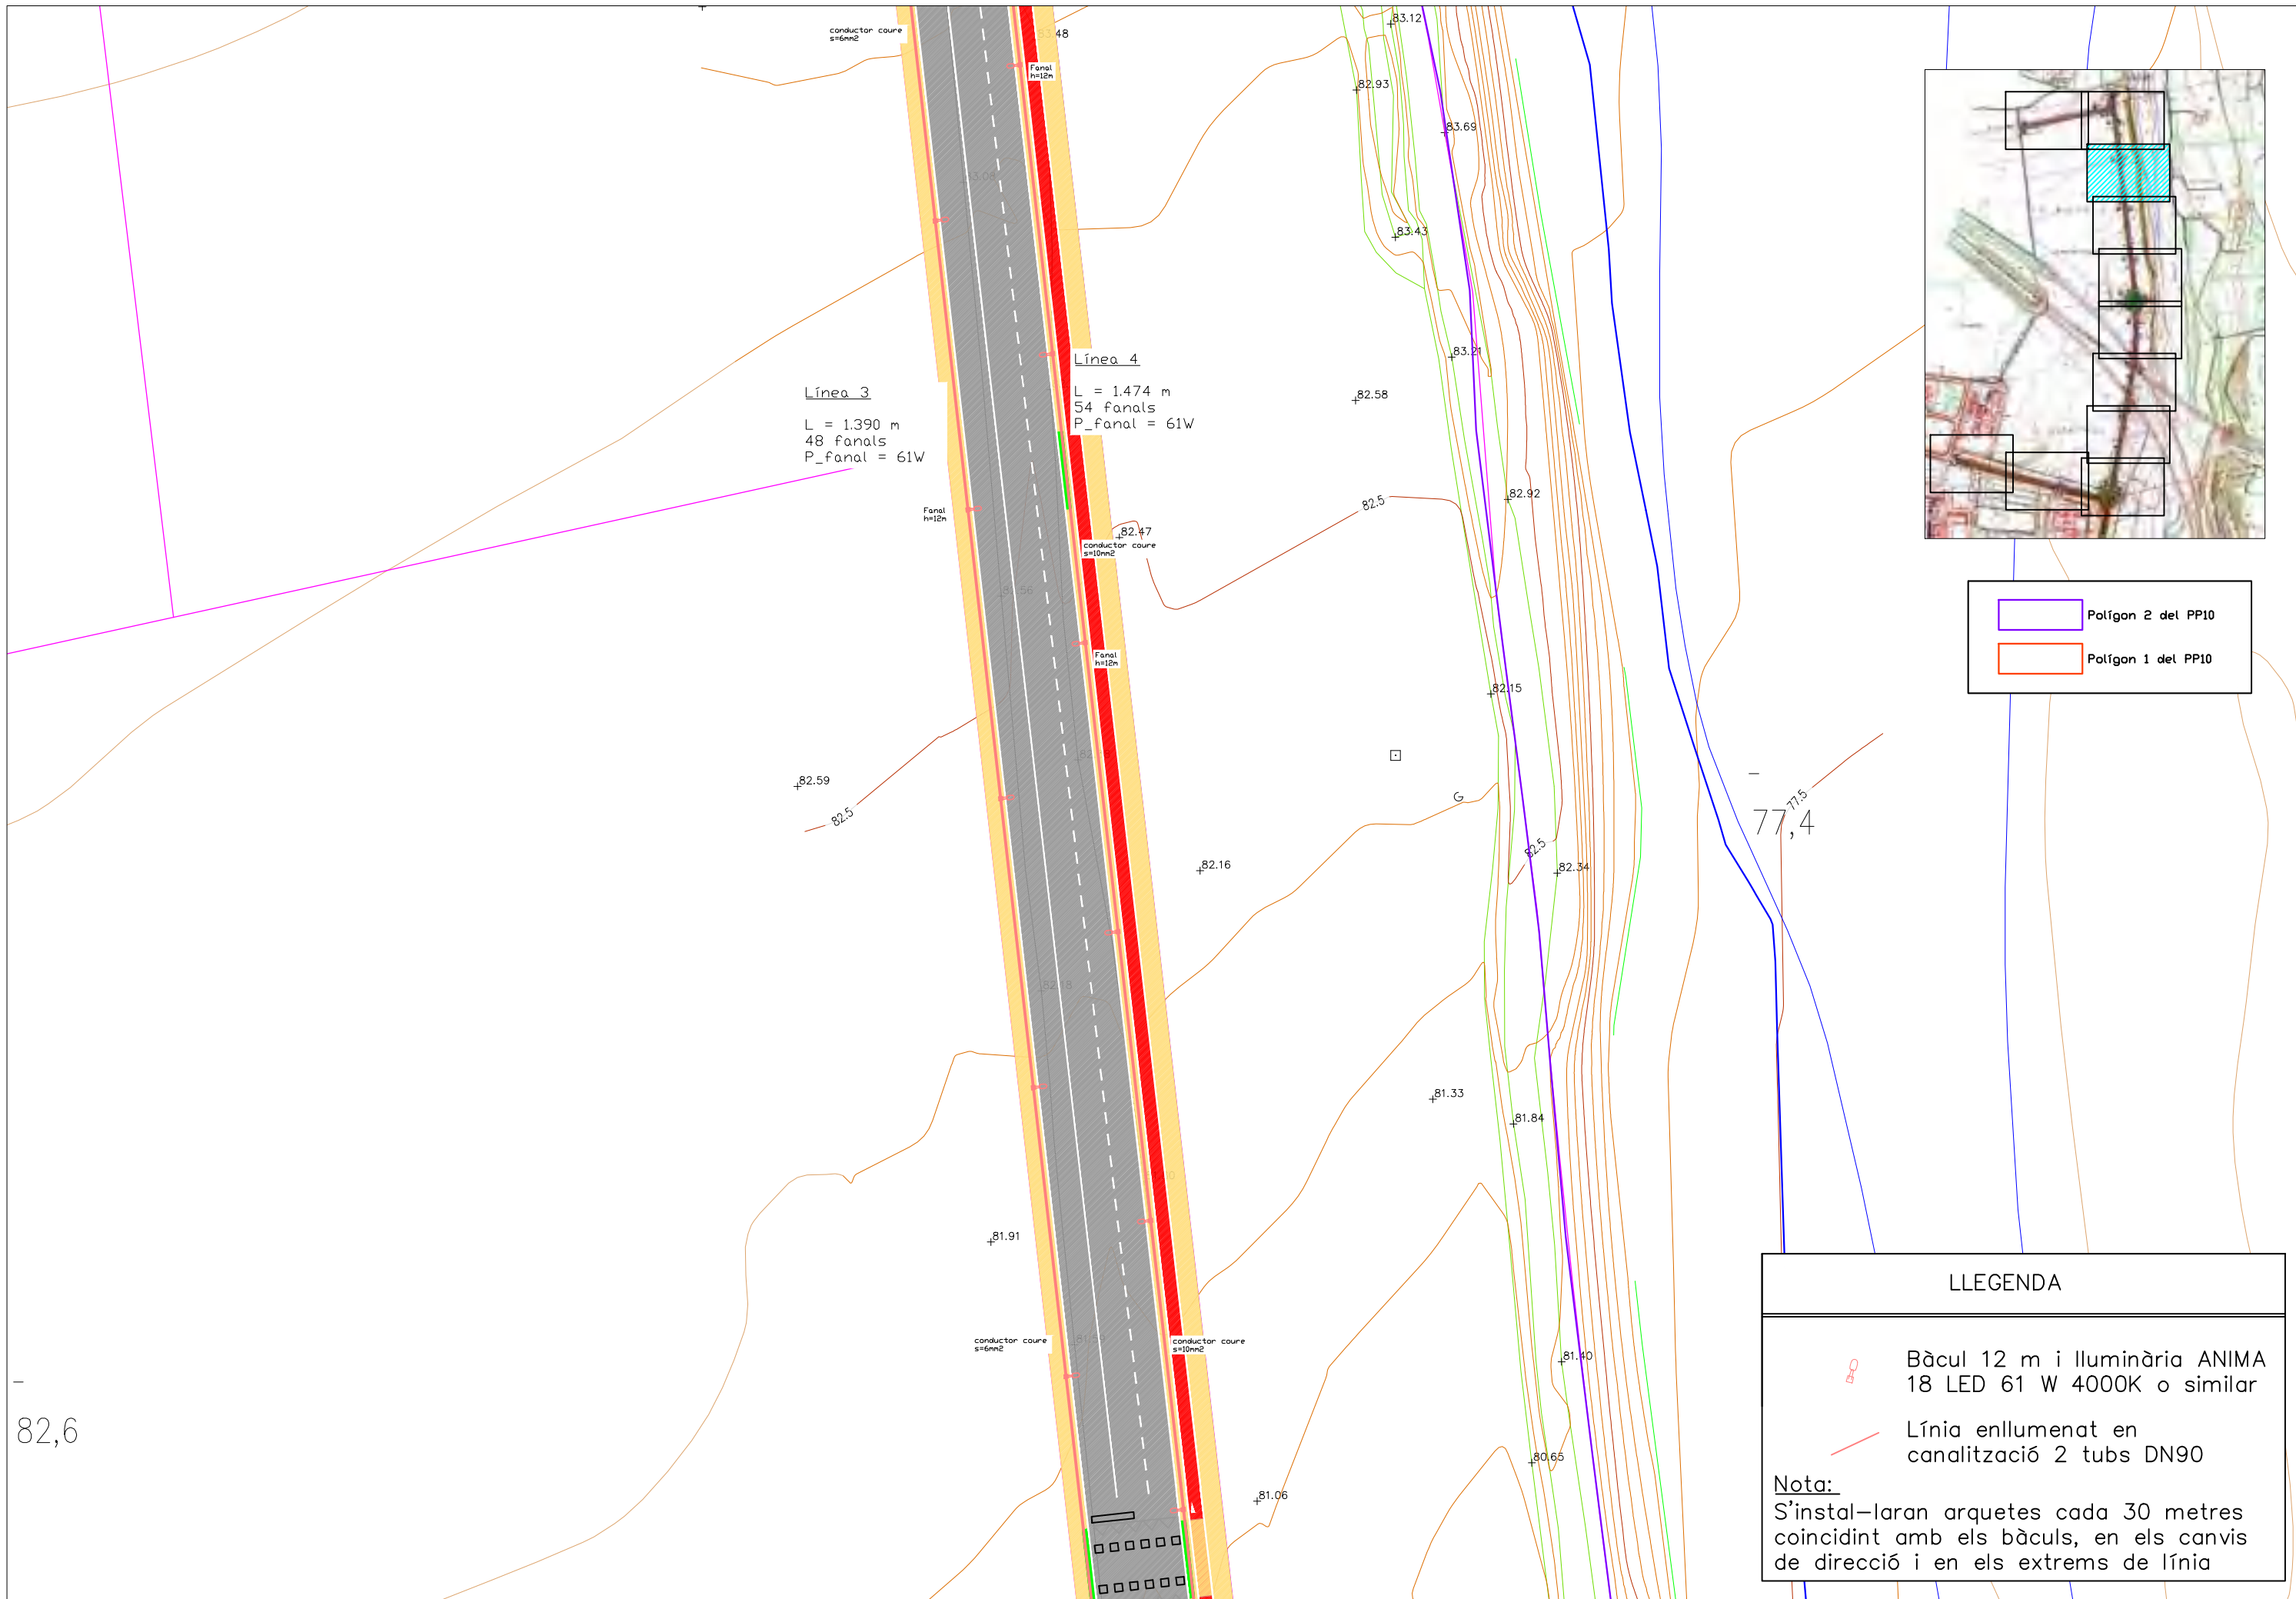 conductor coure
s=6mm2
83.48
Fanal
h=12m
83.12
82.93
83.69
83.08
83.43
83.21
Línea 4
L = 1.474 m
54 fanals
P_fanal = 61W
Línea 3
L = 1.390 m
48 fanals
P_fanal = 61W
82.58
82.5
82.92
Fanal
h=12m
82.47
conductor coure
s=10mm2
Fanal
h=12m
82.15
Polígon 2 del PP10
Polígon 1 del PP10
82.59
82.5
G
77.5
77,4
82.5
82.34
82.16
81.33
81.84
81.91
conductor coure
s=6mm2
conductor coure
s=10mm2
81.40
82,6
80.65
81.06
LLEGENDA
Bàcul 12 m i lluminària ANIMA
18 LED 61 W 4000K o similar
Línia enllumenat en
canalització 2 tubs DN90
Nota:
S'instal-laran arquetes cada 30 metres
coincidint amb els bàculs, en els canvis
de direcció i en els extrems de línia